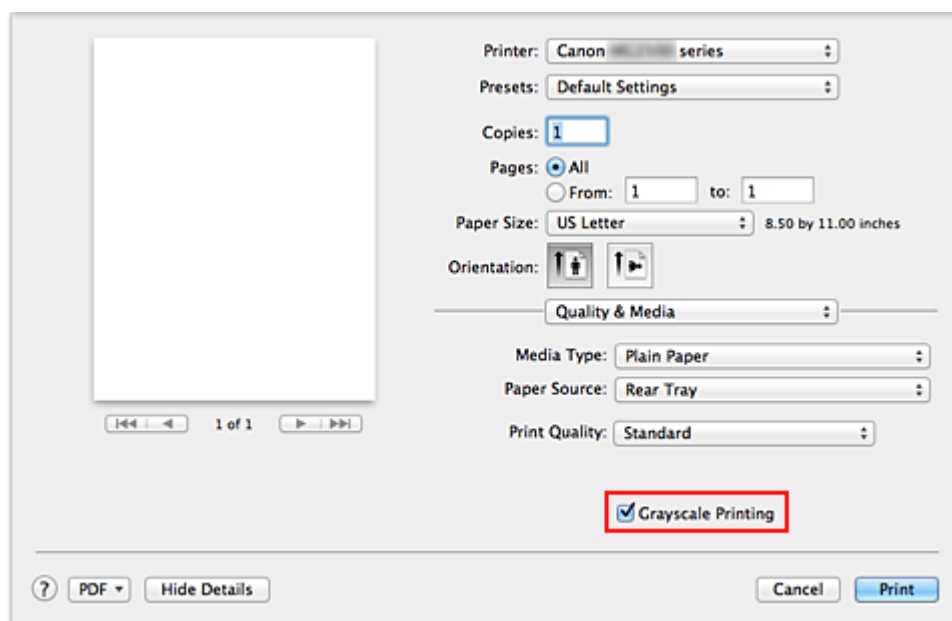 Printer: Canon series
Presets: Default Settings
Copies: 1
Pages: All
From: 1 to: 1
Paper Size: US Letter 8.50 by 11.00 inches
Orientation:
Quality & Media
Media Type: Plain Paper
Paper Source: Rear Tray
1 of 1
Print Quality: Standard
Grayscale Printing
? PDF Hide Details Cancel Print